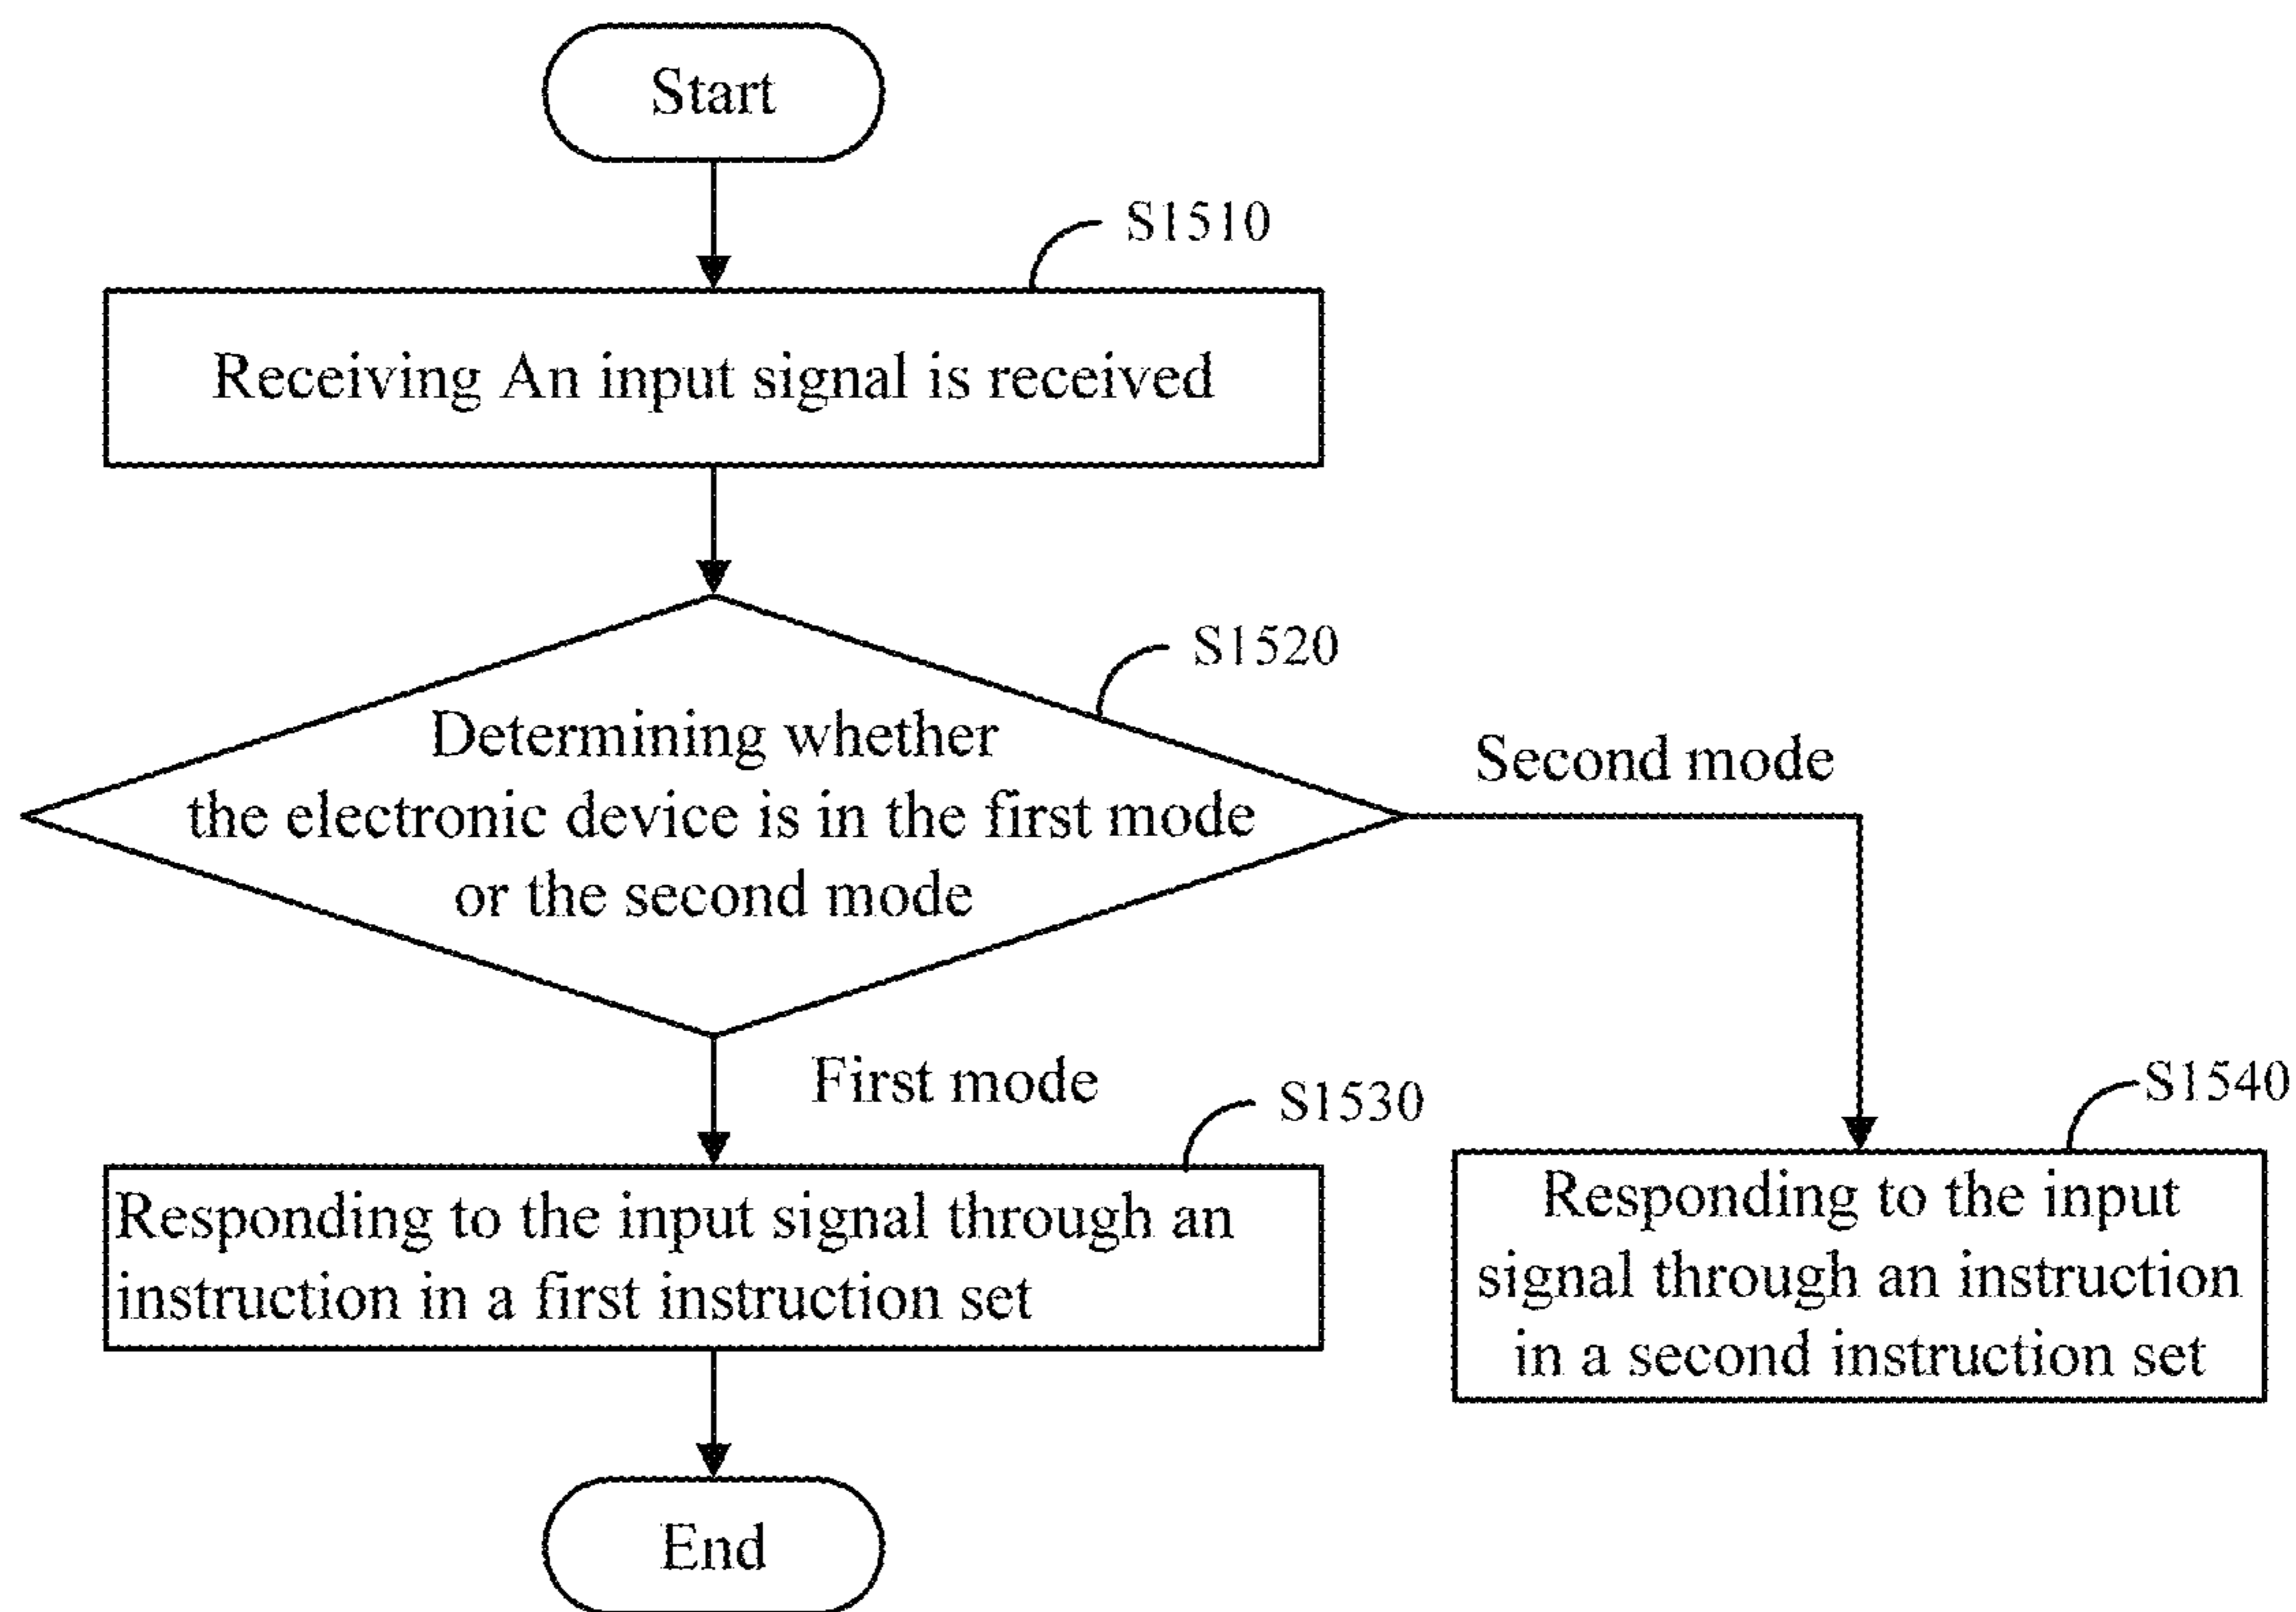 Start
S1510
Receiving An input signal is received
S1520
Determining whether
the electronic device is in the first mode
or the second mode
Second mode
First mode
S1530
S1540
Responding to the input signal through an
instruction in a first instruction set
Responding to the input
signal through an instruction
in a second instruction set
End